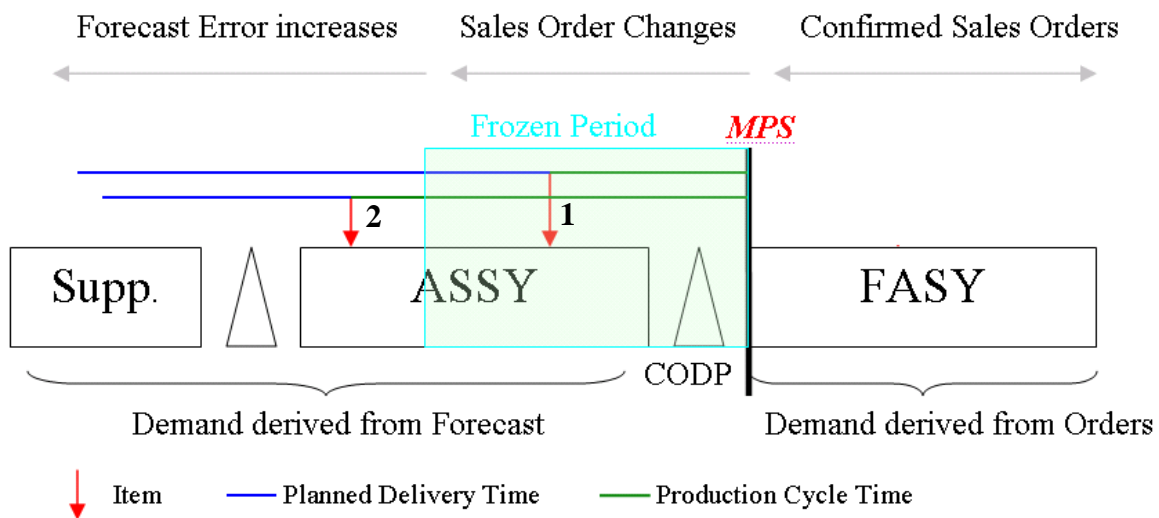 Forecast Error increases
Sales Order Changes
Confirmed Sales Orders
Frozen Period
MPS
2
1
Supp.
ASSY
FASY
CODP
Demand derived from Forecast
Demand derived from Orders
Item
Planned Delivery Time
Production Cycle Time